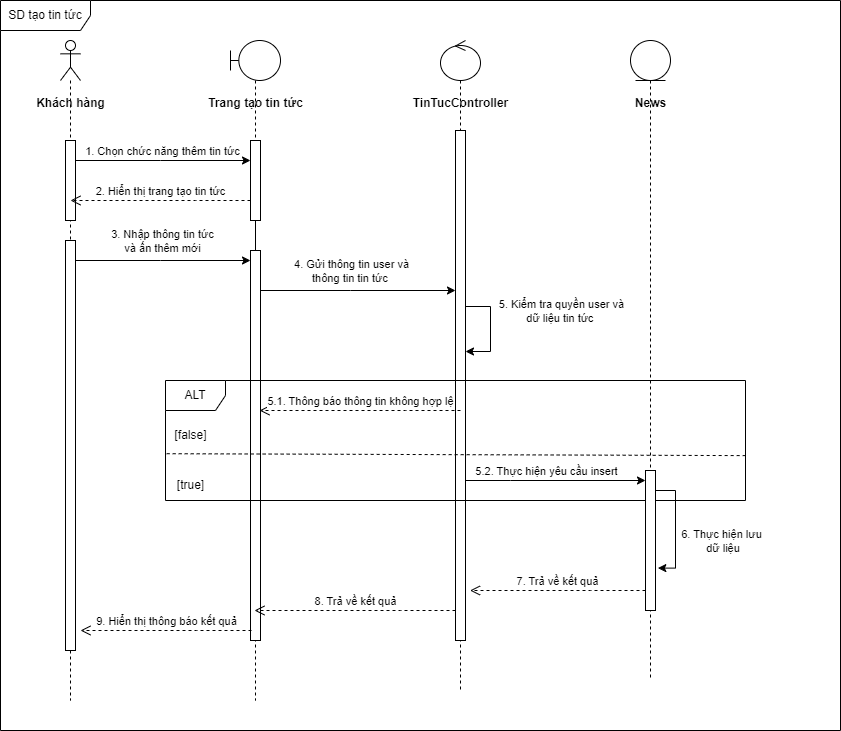 SD tạo tin tức
Khách hàng
Trang tạo tin tức
TinTucController
News
1. Chọn chức năng thêm tin tức
2. Hiển thị trang tạo tin tức
3. Nhập thông tin tức
và ấn thêm mới
4. Gửi thông tin user và
thông tin tin tức
5. Kiểm tra quyền user và
dữ liệu tin tức
ALT
5.1. Thông báo thông tin không hợp lệ
[false]
5.2. Thực hiện yêu cầu insert
[true]
6. Thực hiện lưu
dữ liệu
7. Trả về kết quả
8. Trả về kết quả
9. Hiển thị thông báo kết quả